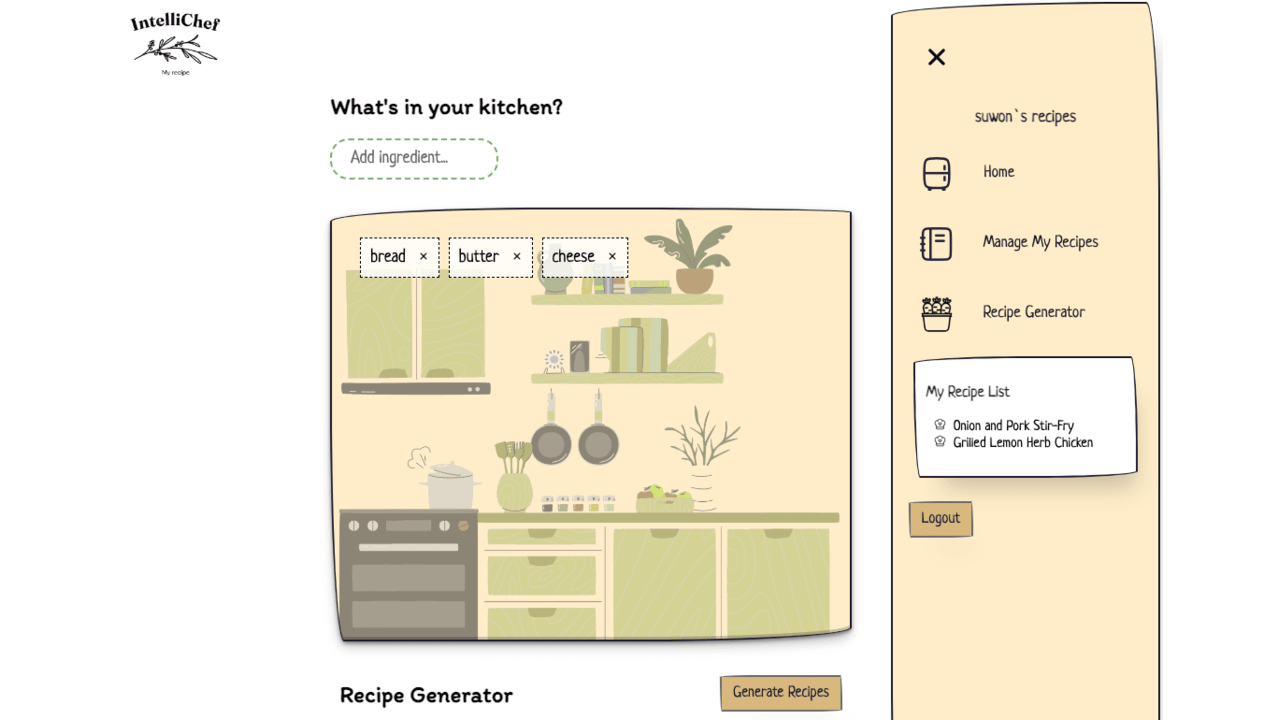 IntelliChef
My recipe
What's in your kitchen?
Add ingredient...
bread ×
butter ×
cheese ×
Recipe Generator
Generate Recipes
suwon`s recipes
Home
Manage My Recipes
Recipe Generator
My Recipe List
Onion and Pork Stir-Fry
Grilled Lemon Herb Chicken
Logout